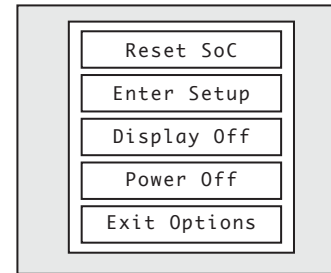 Reset SoC
Enter Setup
Display Off
Power Off
Exit Options